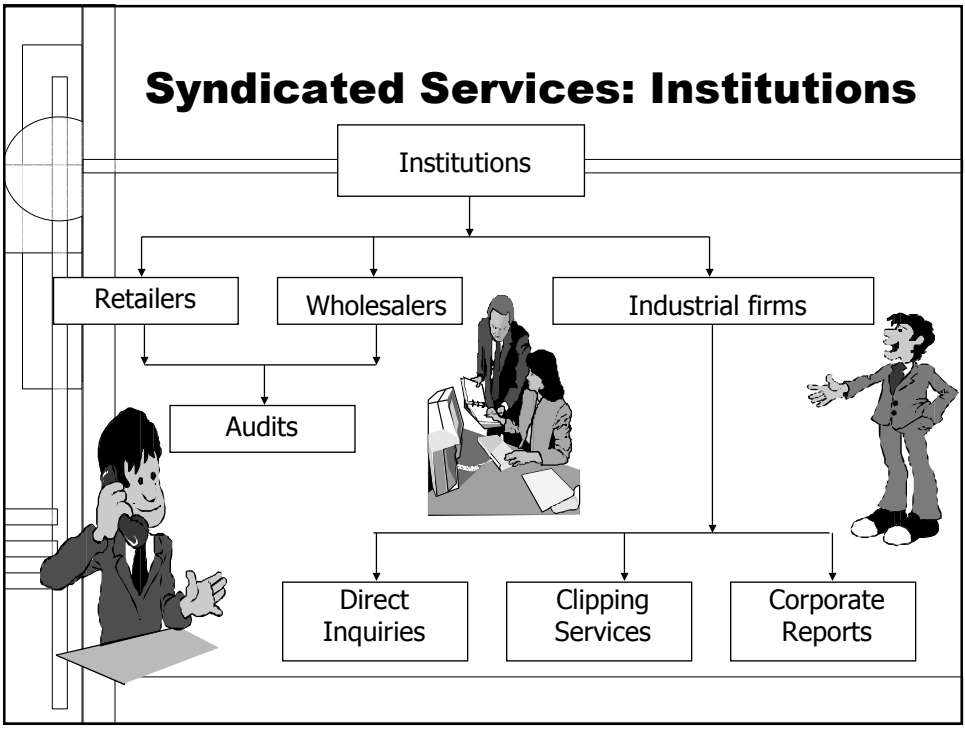 Syndicated Services: Institutions
Institutions
Retailers
Wholesalers
Industrial firms
Audits
Direct
Inquiries
Clipping
Services
Corporate
Reports